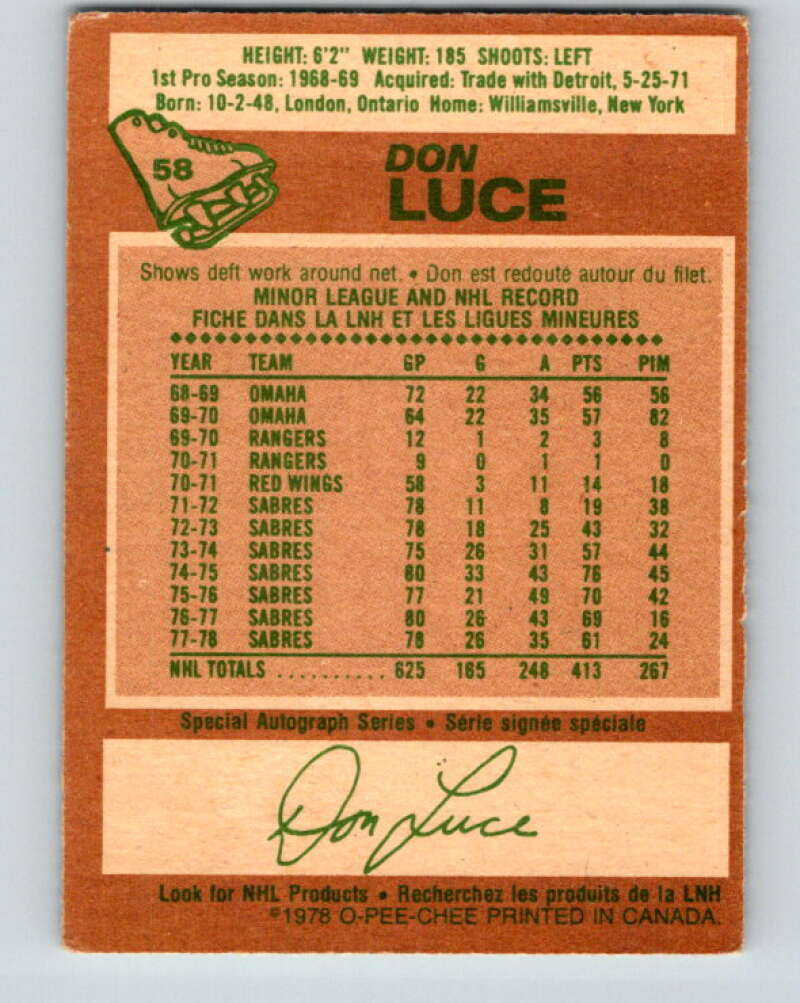 HEIGHT: 6'2" WEIGHT: 185 SHOOTS: LEFT
1st Pro Season: 1968-69 Acquired: Trade with Detroit, 5-25-71
Born: 10-2-48, London, Ontario Home: Williamsville, New York
58
DON
LUCE
Shows deft work around net. • Don est redouté autour du filet.
MINOR LEAGUE AND NHL RECORD
FICHE DANS LA LNH ET LES LIGUES MINEURES
YEAR TEAM GP G A PTS PIM
68-69 OMAHA 72 22 34 56 56
69-70 OMAHA 64 22 35 57 82
69-70 RANGERS 12 1 2 3 8
70-71 RANGERS 9 0 1 1 0
70-71 RED WINGS 58 3 11 14 18
71-72 SABRES 78 11 8 19 38
72-73 SABRES 78 18 25 43 32
73-74 SABRES 75 26 31 57 44
74-75 SABRES 80 33 43 76 45
75-76 SABRES 77 21 49 70 42
76-77 SABRES 80 26 43 69 16
77-78 SABRES 78 26 35 61 24
NHL TOTALS .......... 625 165 248 413 267
Special Autograph Series • Série signée spéciale
Don Luce
Look for NHL Products • Recherchez les produits de la LNH
©1978 O-PEE-CHEE PRINTED IN CANADA.